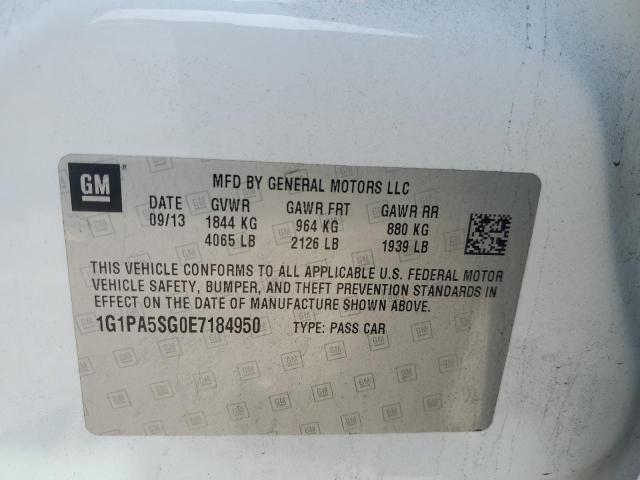 GM
MFD BY GENERAL MOTORS LLC
DATE GVWR GAWR FRT GAWR RR
09/13 1844 KG 964 KG 880 KG
4065 LB 2126 LB 1939 LB
THIS VEHICLE CONFORMS TO ALL APPLICABLE U.S. FEDERAL MOTOR
VEHICLE SAFETY, BUMPER, AND THEFT PREVENTION STANDARDS IN
EFFECT ON THE DATE OF MANUFACTURE SHOWN ABOVE.
1G1PA5SG0E7184950 TYPE: PASS CAR